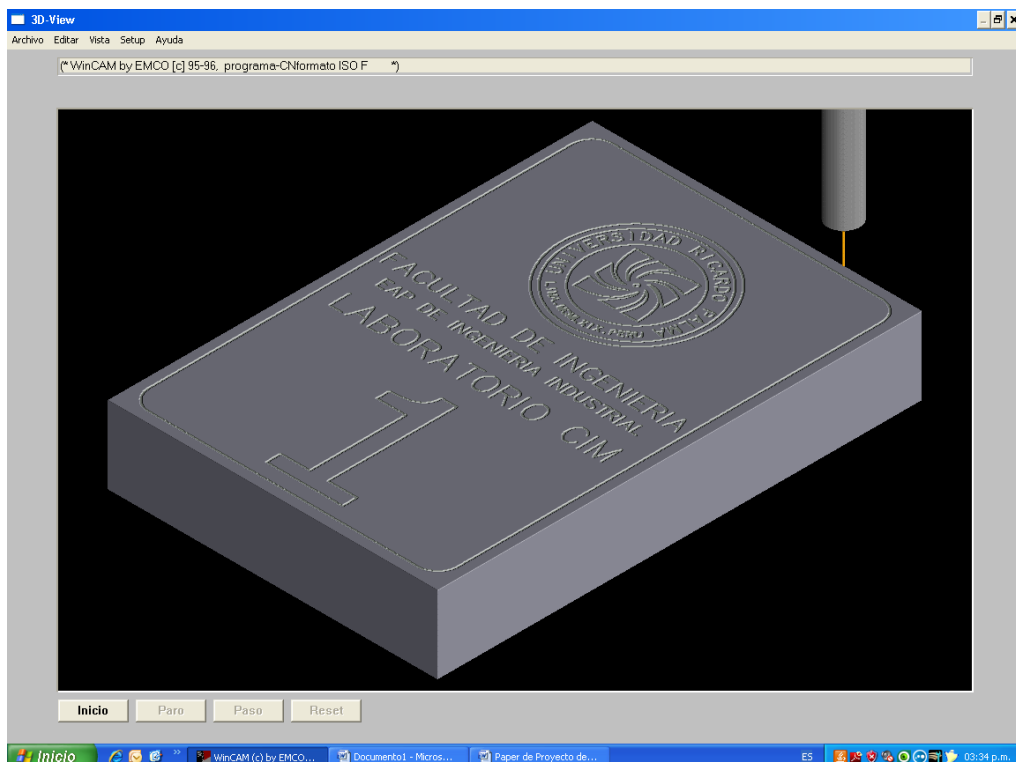 3D-View
Archivo Editar Vista Setup Ayuda
(* WinCAM by EMCO [c] 95-96, programa-CNformato ISO F *)
UNIVERSIDAD RICARDO PALMA
FACULTAD DE INGENIERIA
EAP DE INGENIERIA INDUSTRIAL
LABORATORIO CIM
1
Inicio Paro Paso Reset
Inicio » WinCAM (c) by EMCO... Documento1 - Micros... Paper de Proyecto de... ES 03:34 p.m.